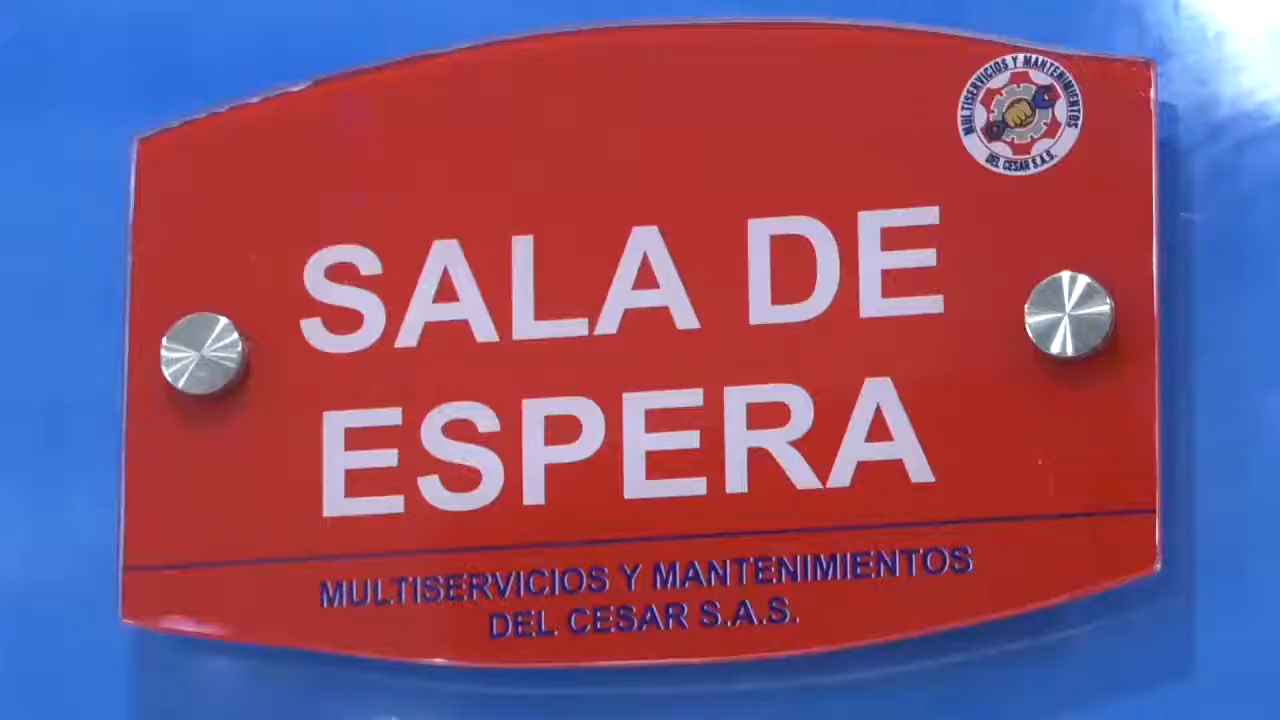 MULTISERVICIOS Y MANTENIMIENTOS
DEL CESAR S.A.S.
SALA DE
ESPERA
MULTISERVICIOS Y MANTENIMIENTOS
DEL CESAR S.A.S.